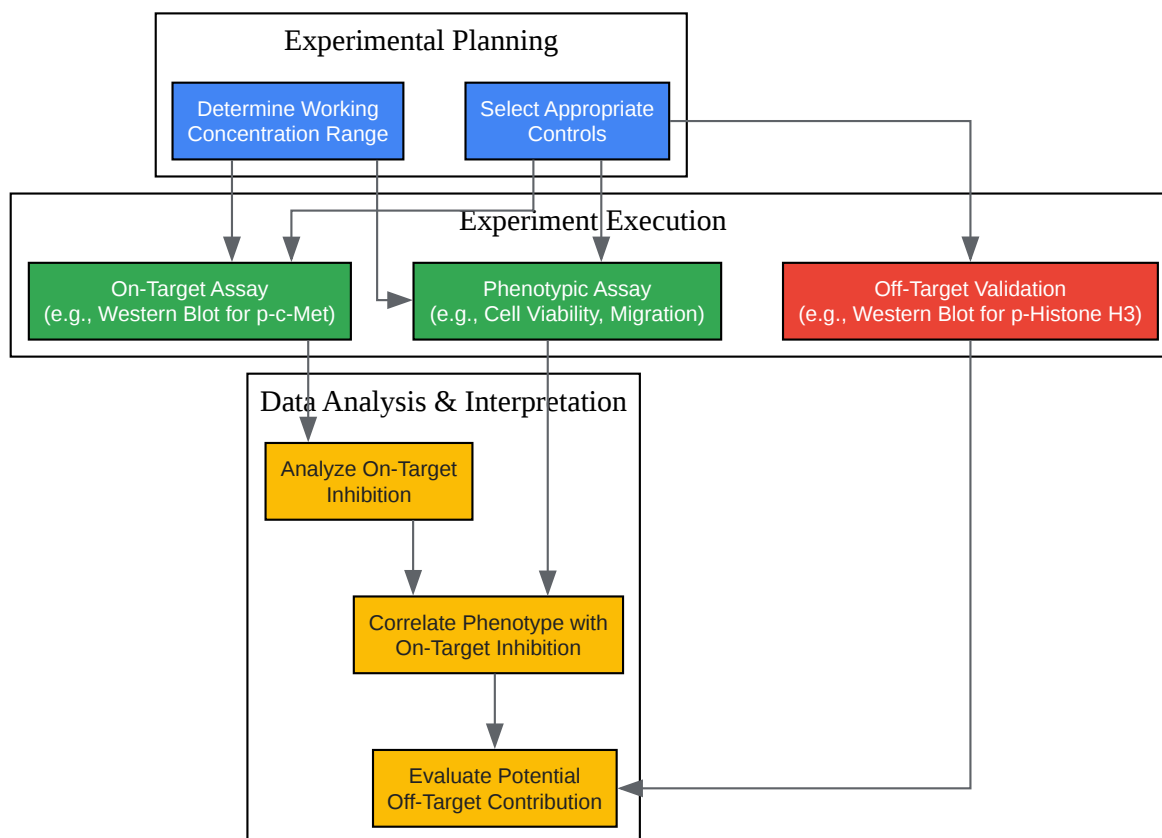 Experimental Planning
Determine Working
Concentration Range
Select Appropriate
Controls
Experiment Execution
On-Target Assay
(e.g., Western Blot for p-c-Met)
Phenotypic Assay
(e.g., Cell Viability, Migration)
Off-Target Validation
(e.g., Western Blot for p-Histone H3)
Data Analysis & Interpretation
Analyze On-Target
Inhibition
Correlate Phenotype with
On-Target Inhibition
Evaluate Potential
Off-Target Contribution